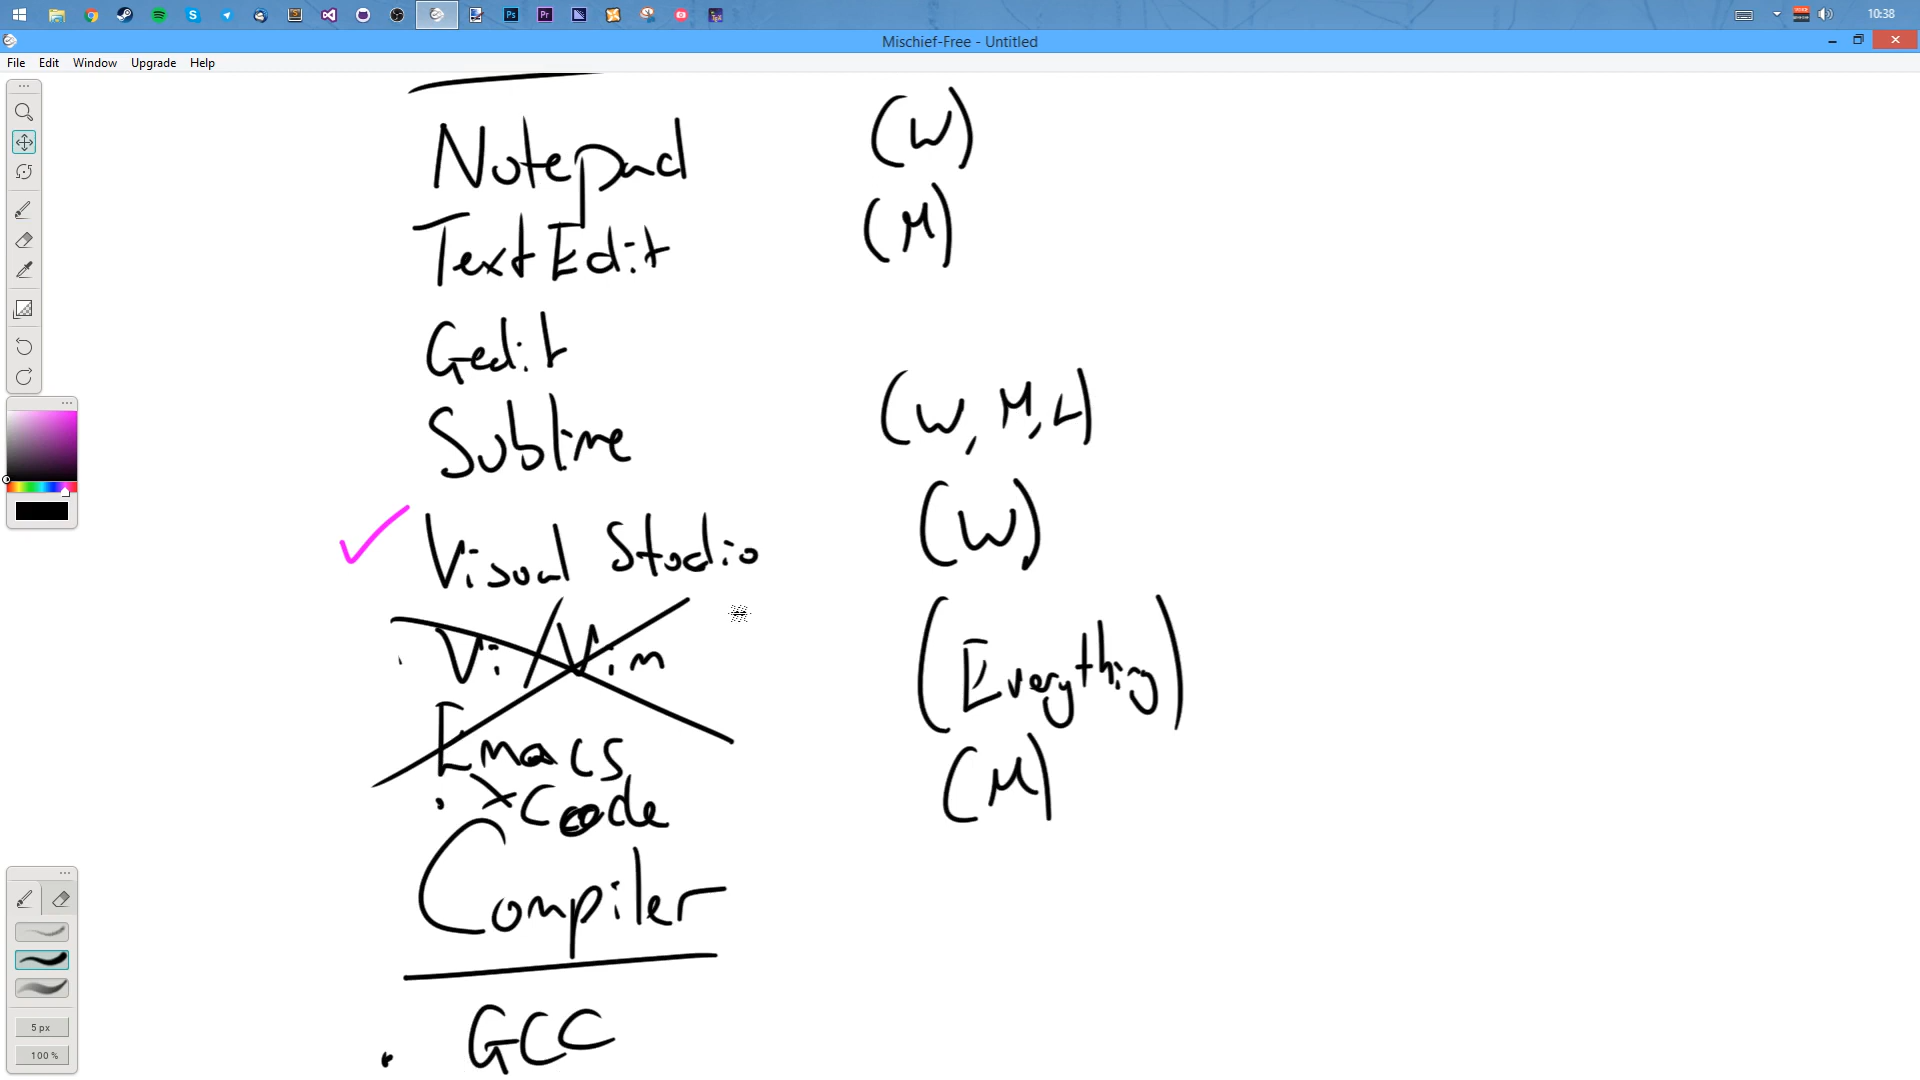 10:38
Mischief-Free - Untitled
File Edit Window Upgrade Help
Notepad (W)
TextEdit (M)
Gedit
Sublime (W, M, L)
Visual Studio (W)
Vi/Vim (Everything)
Emacs
XCode (M)
Compiler
GCC
5 px
100 %